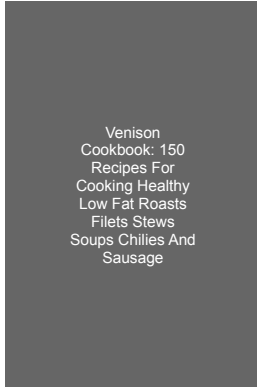 Venison
Cookbook: 150
Recipes For
Cooking Healthy
Low Fat Roasts
Filets Stews
Soups Chilies And
Sausage